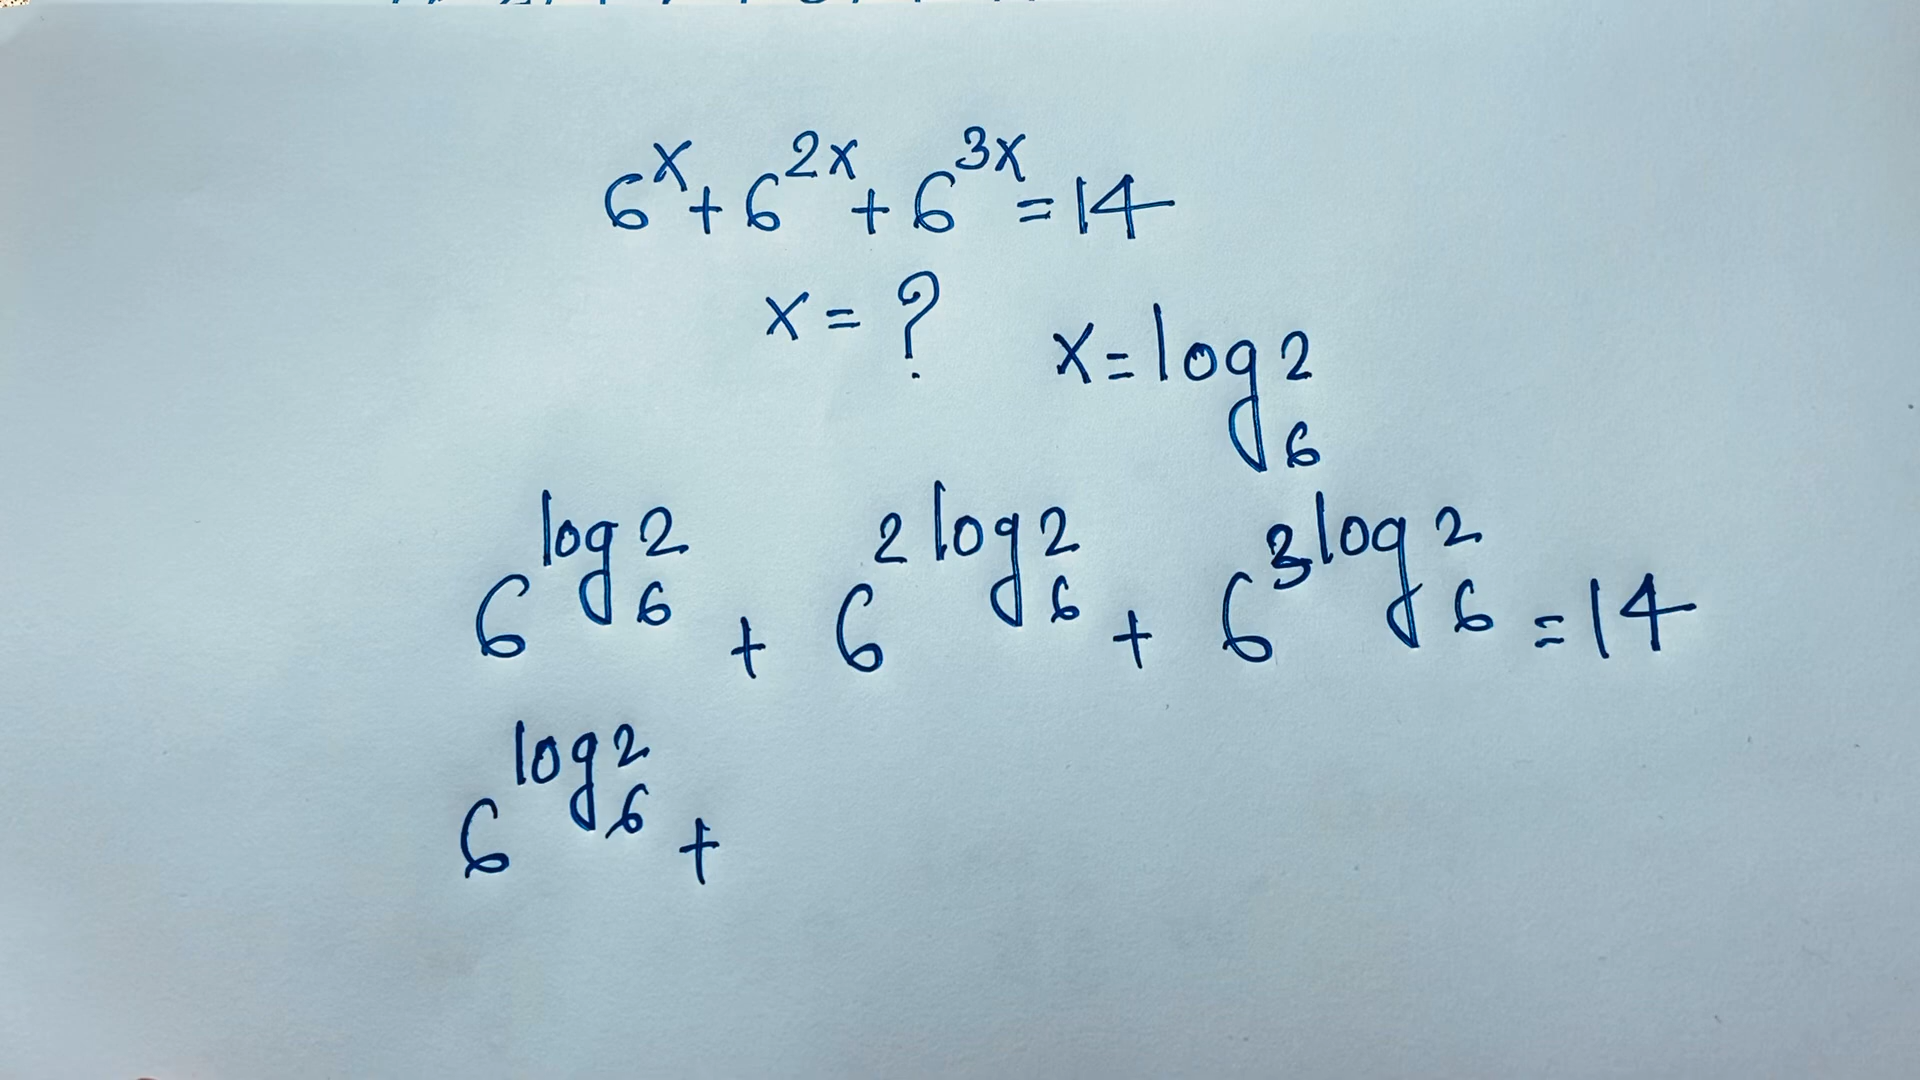 6^x + 6^2x + 6^3x = 14
x = ?
x = log_6 2
6^(log_6 2) + 6^(2 log_6 2) + 6^(3 log_6 2) = 14
6^(log_6 2) +